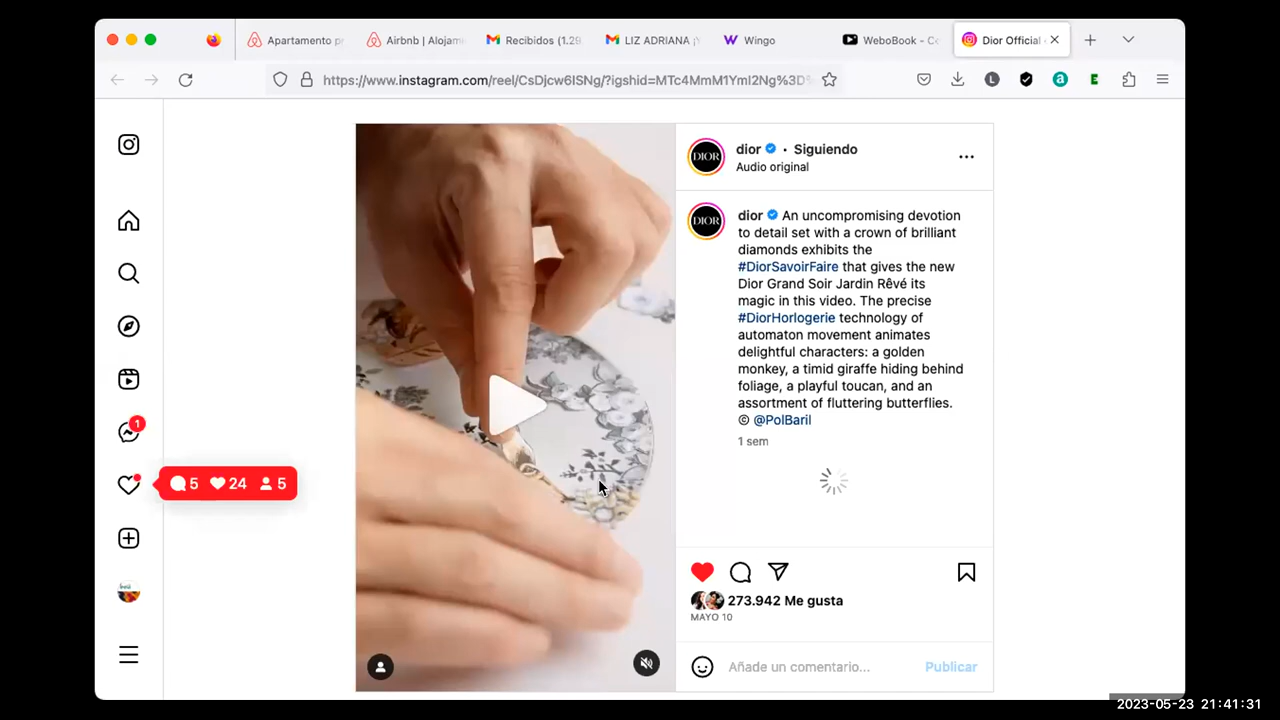 Apartamento pr
Airbnb | Alojam
Recibidos (1.29
LIZ ADRIANA ¡Y
Wingo
WeboBook - Co
Dior Official
https://www.instagram.com/reel/CsDjcw6ISNg/?igshid=MTc4MmM1YmI2Ng%3D%
L
a
E
DIOR
dior • Siguiendo
Audio original
DIOR
dior An uncompromising devotion
to detail set with a crown of brilliant
diamonds exhibits the
#DiorSavoirFaire that gives the new
Dior Grand Soir Jardin Rêvé its
magic in this video. The precise
#DiorHorlogerie technology of
automaton movement animates
delightful characters: a golden
monkey, a timid giraffe hiding behind
foliage, a playful toucan, and an
assortment of fluttering butterflies.
© @PolBaril
1 sem
1
5 24 5
273.942 Me gusta
MAYO 10
Añade un comentario... Publicar
2023-05-23 21:41:31